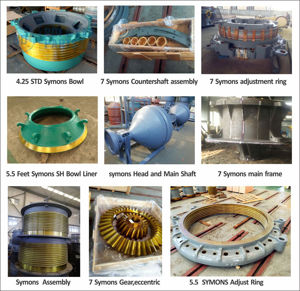 4.25 STD Symons Bowl
7 Symons Countershaft assembly
7 Symons adjustment ring
5.5 Feet Symons SH Bowl Liner
symons Head and Main Shaft
7 Symons main frame
Symons Assembly
7 Symons Gear,eccentric
5.5 SYMONS Adjust Ring